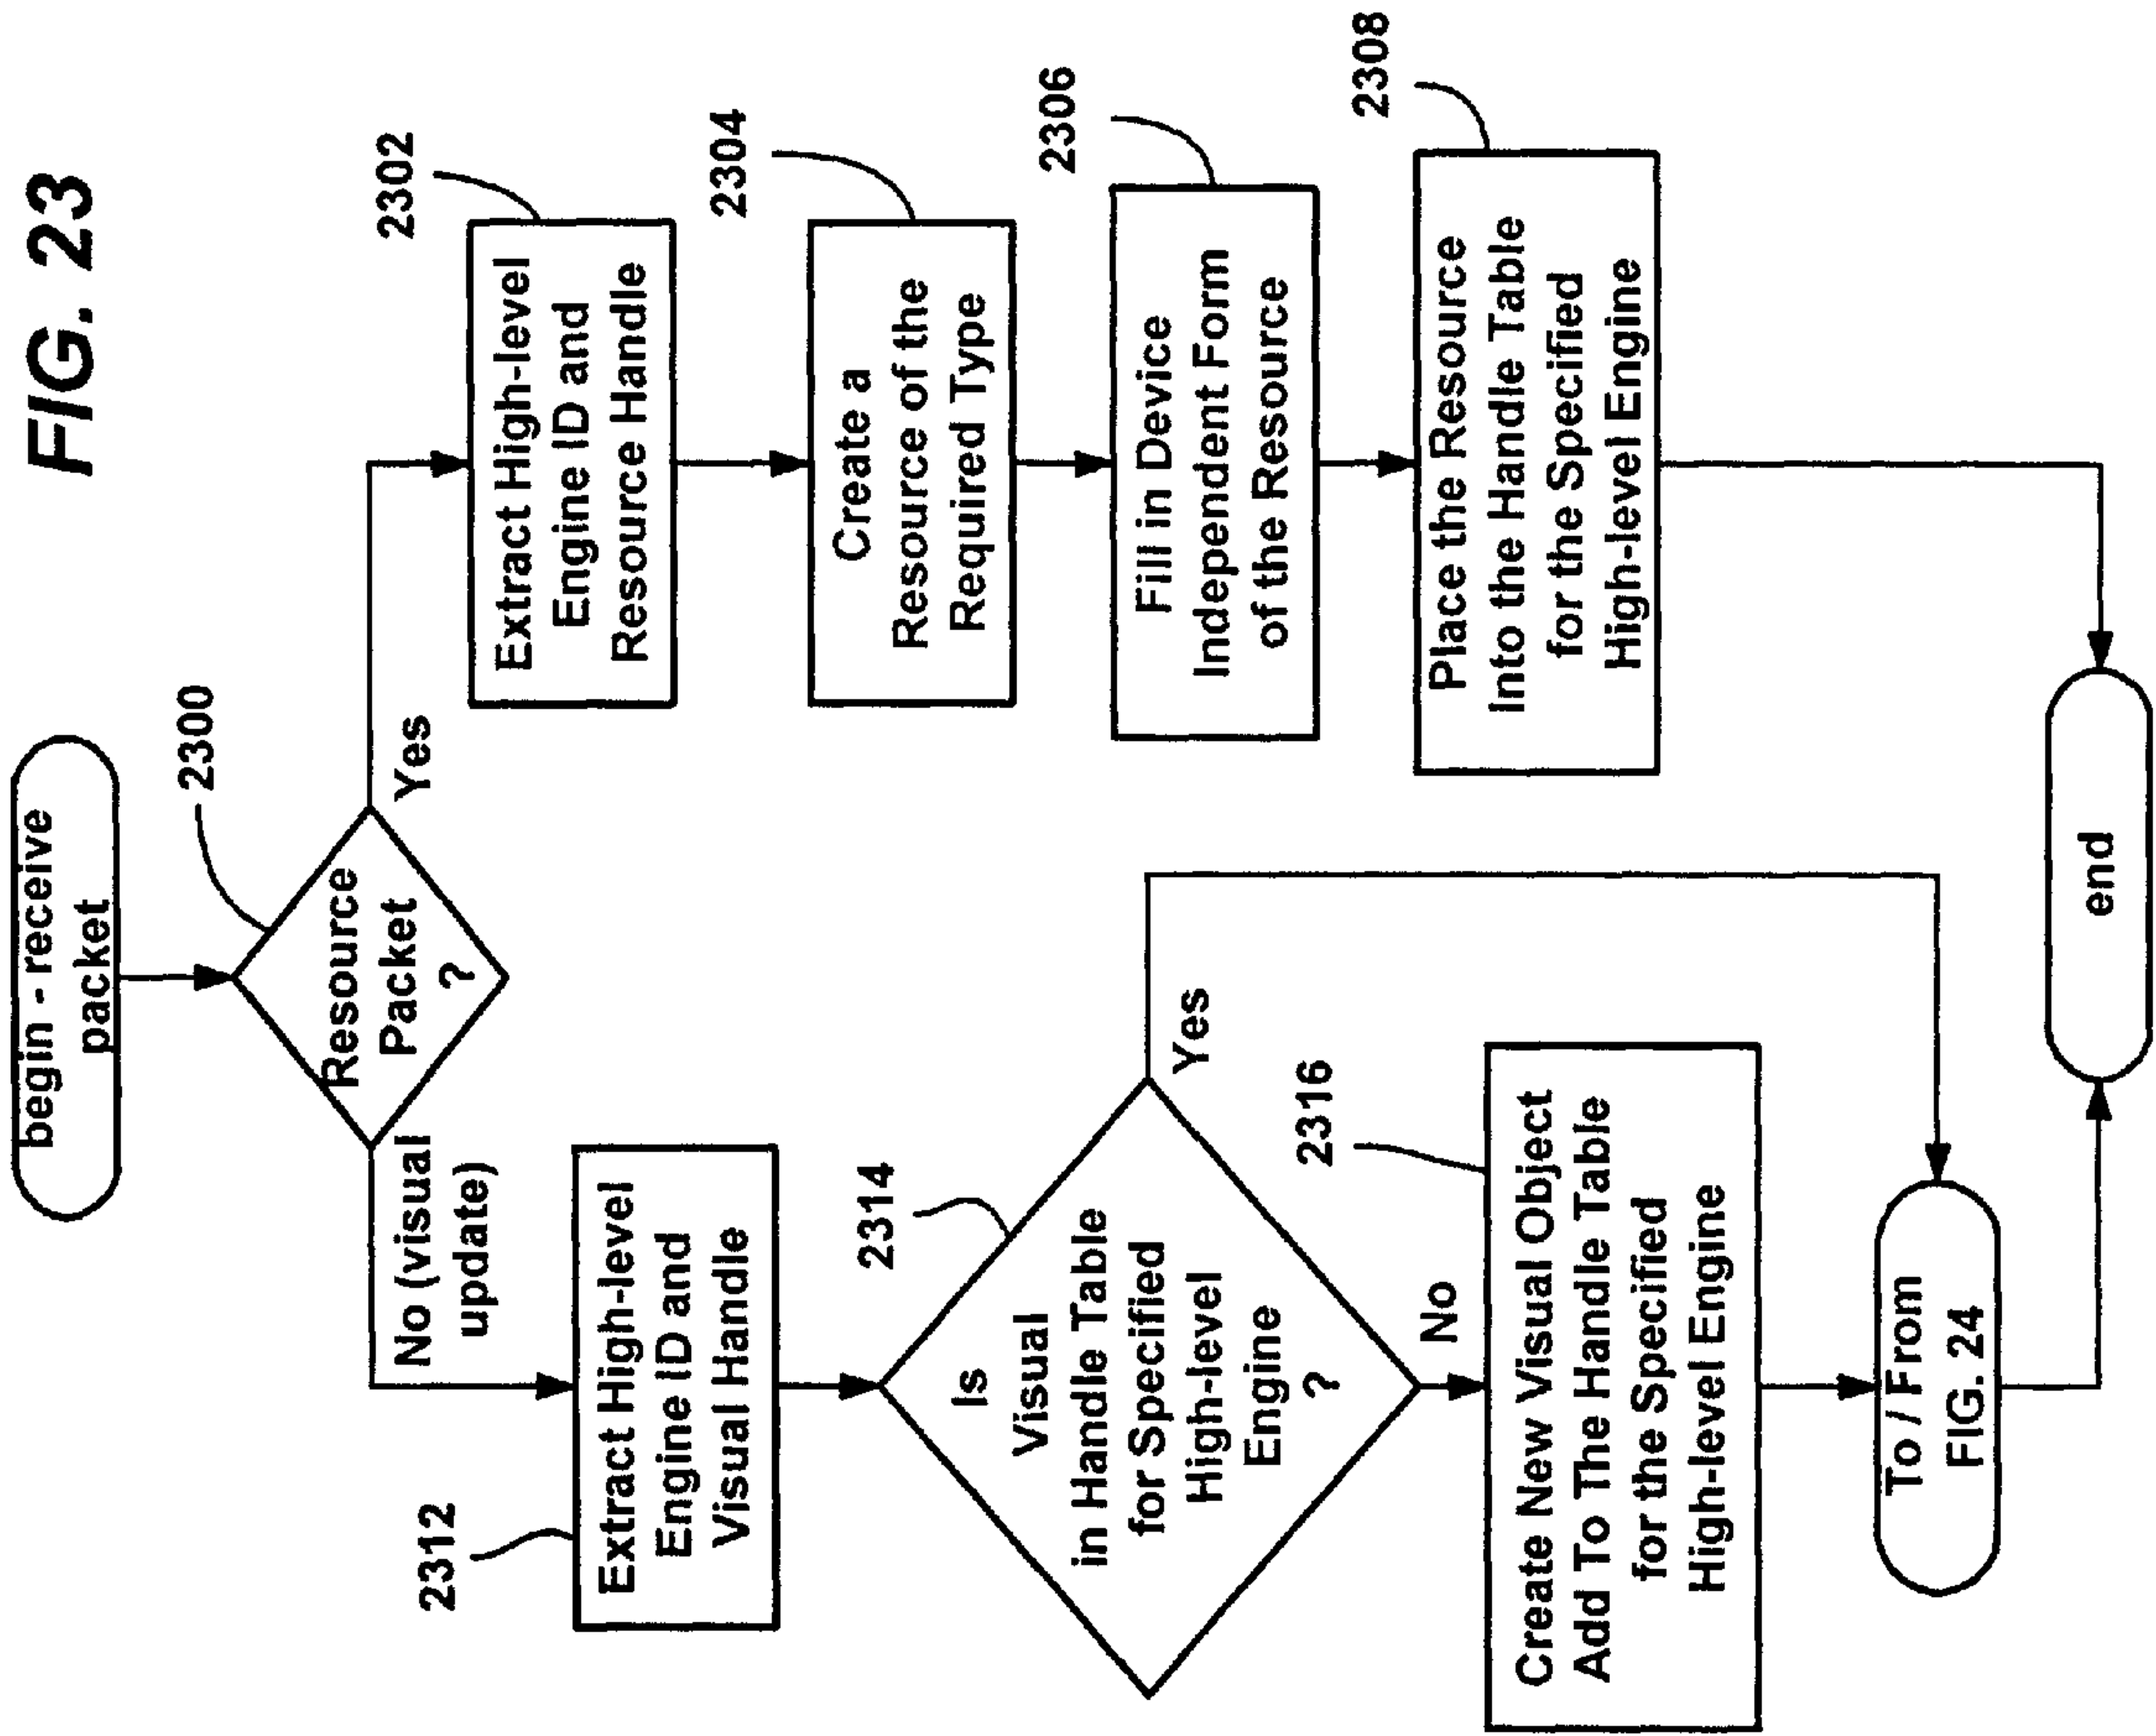 FIG. 23
begin - receive
packet
2300
Resource
Packet
?
Yes
No (visual
update)
2302
Extract High-level
Engine ID and
Resource Handle
2304
Create a
Resource of the
Required Type
2306
Fill in Device
Independent Form
of the Resource
2308
Place the Resource
Into the Handle Table
for the Specified
High-level Engine
2312
Extract High-level
Engine ID and
Visual Handle
2314
Is
Visual
in Handle Table
for Specified
High-level
Engine
?
Yes
No
2316
Create New Visual Object
Add To The Handle Table
for the Specified
High-level Engine
To / From
FIG. 24
end